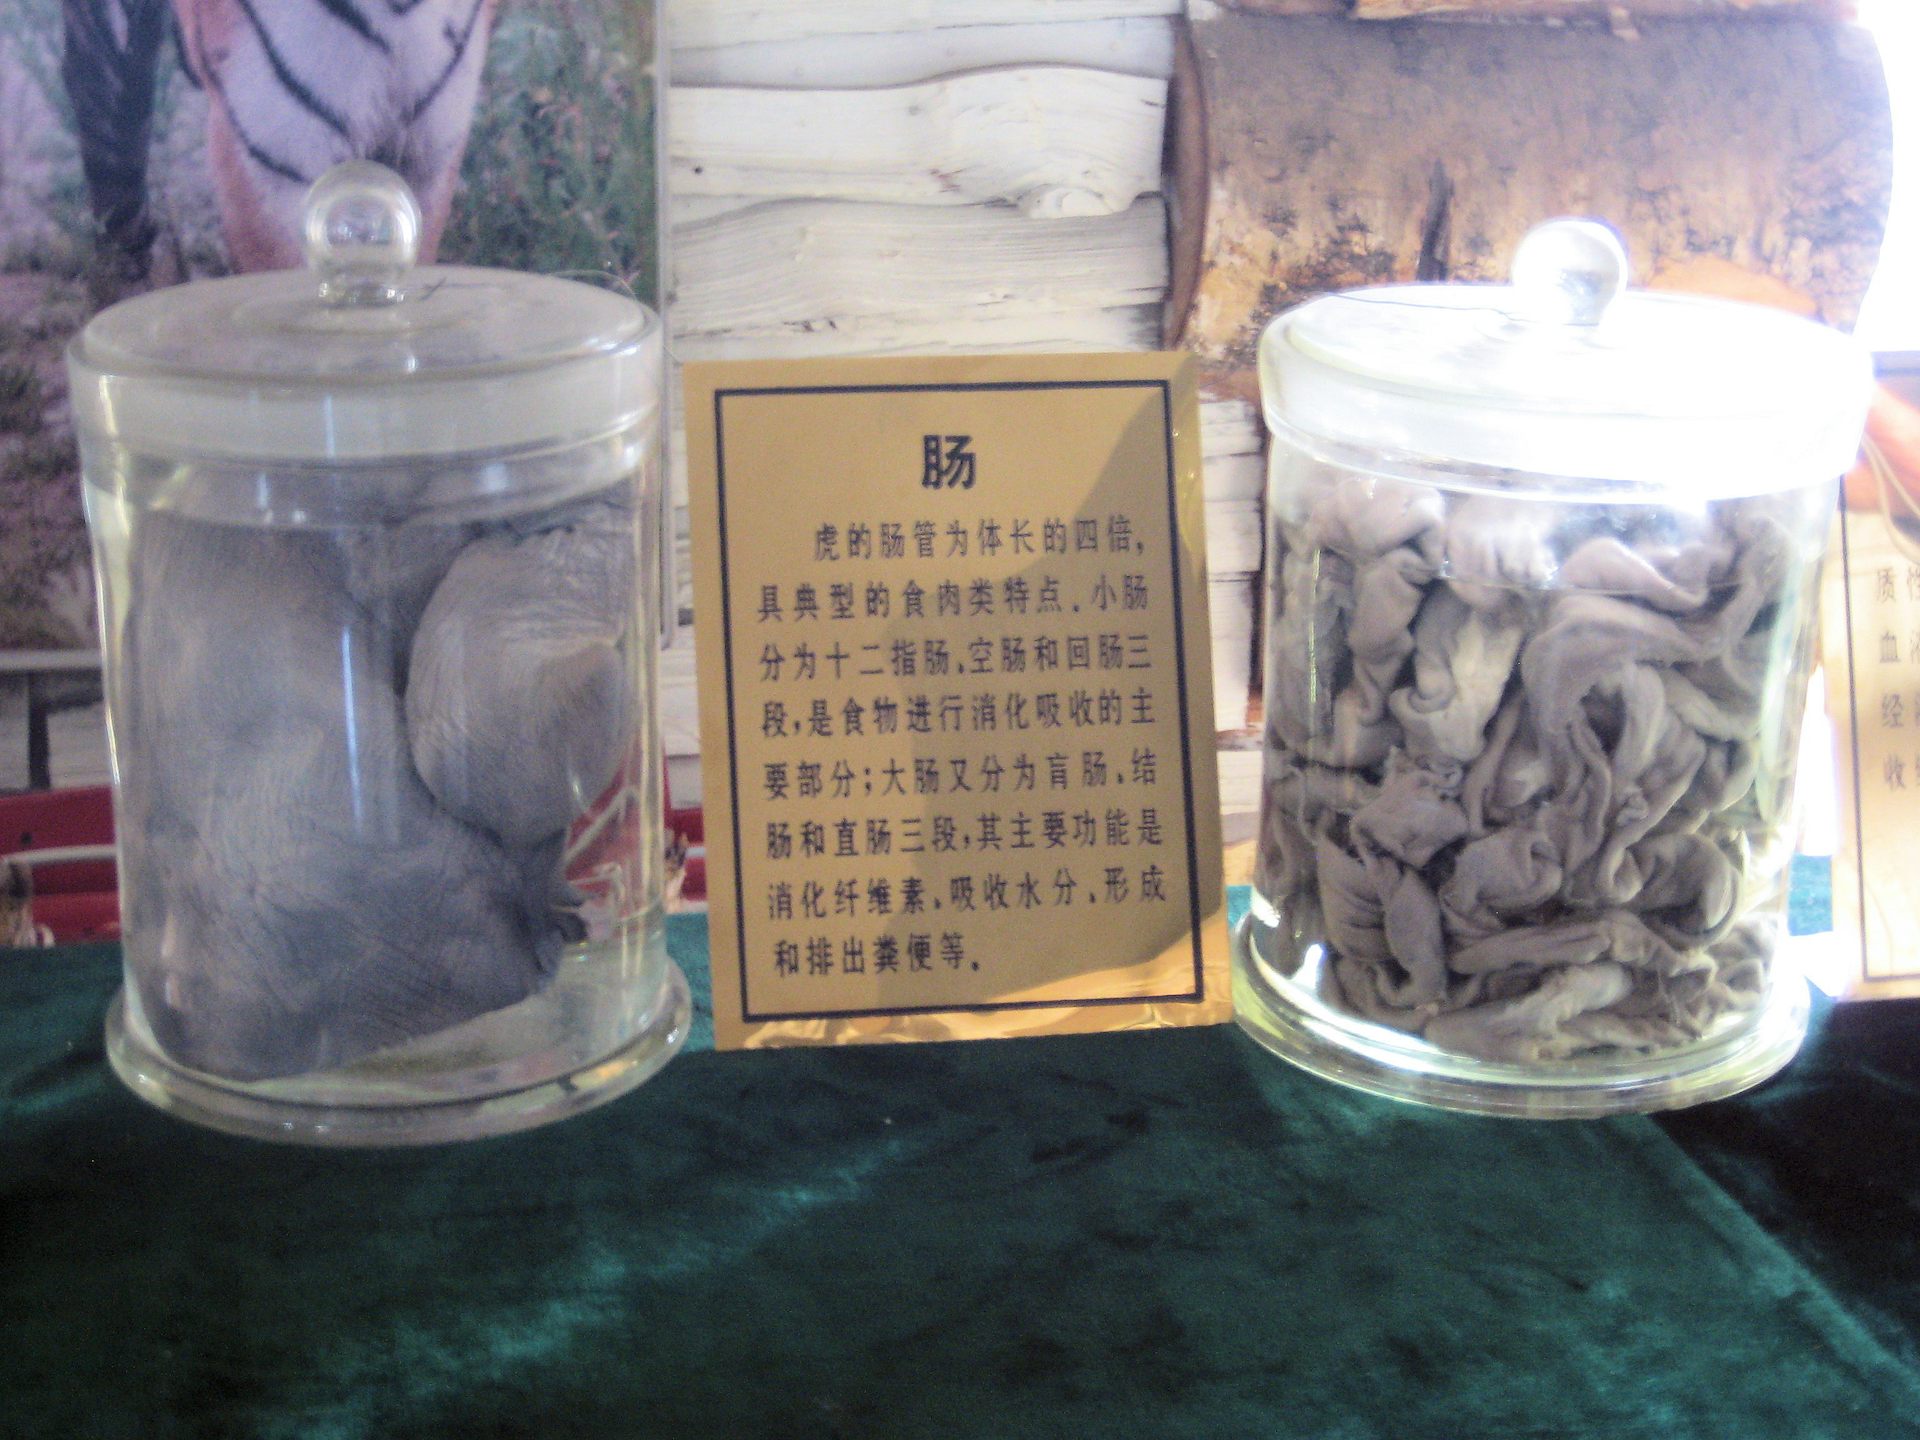 肠
虎的肠管为体长的四倍，
具典型的食肉类特点。小肠
分为十二指肠、空肠和回肠三
段，是食物进行消化吸收的主
要部分；大肠又分为盲肠、结
肠和直肠三段，其主要功能是
消化纤维素、吸收水分、形成
和排出粪便等。
质
血
经
收